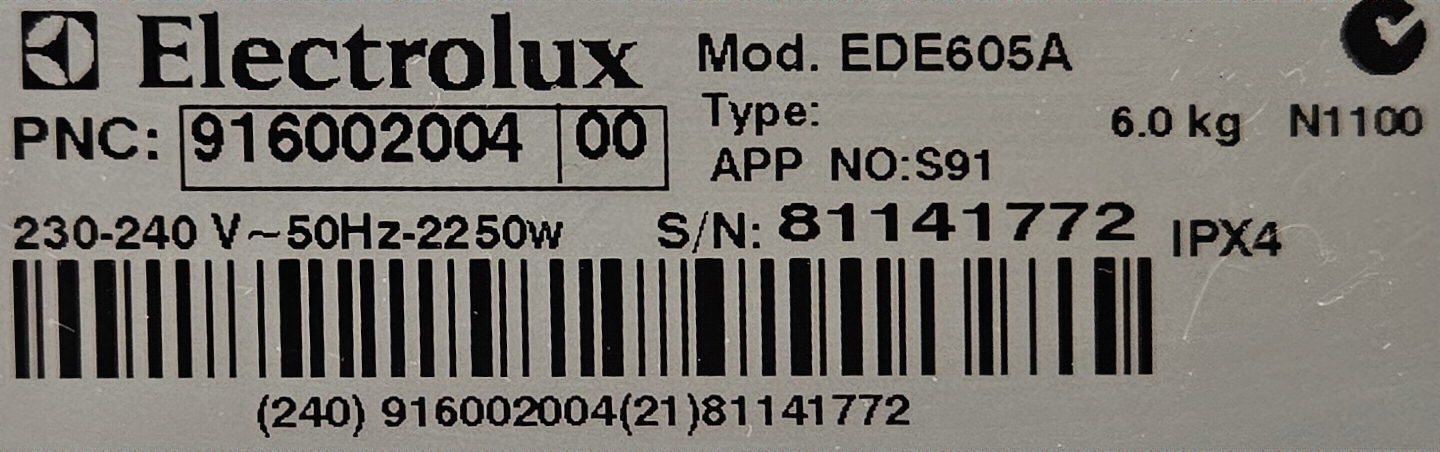 Electrolux Mod. EDE605A
PNC: 916002004 00 Type: 6.0 kg N1100
APP NO:S91
230-240 V~50Hz-2250w S/N: 81141772 IPX4
(240) 916002004(21)81141772